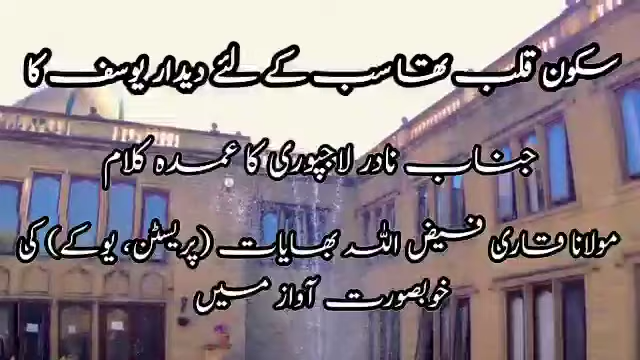 سکون قلب تھا سب کے لئے دیدار یوسف کا
جناب نادر لاجپوری کا عمدہ کلام
مولانا قاری فیض اللہ بھایات (پریسٹن، یوکے) کی
خوبصورت آواز میں